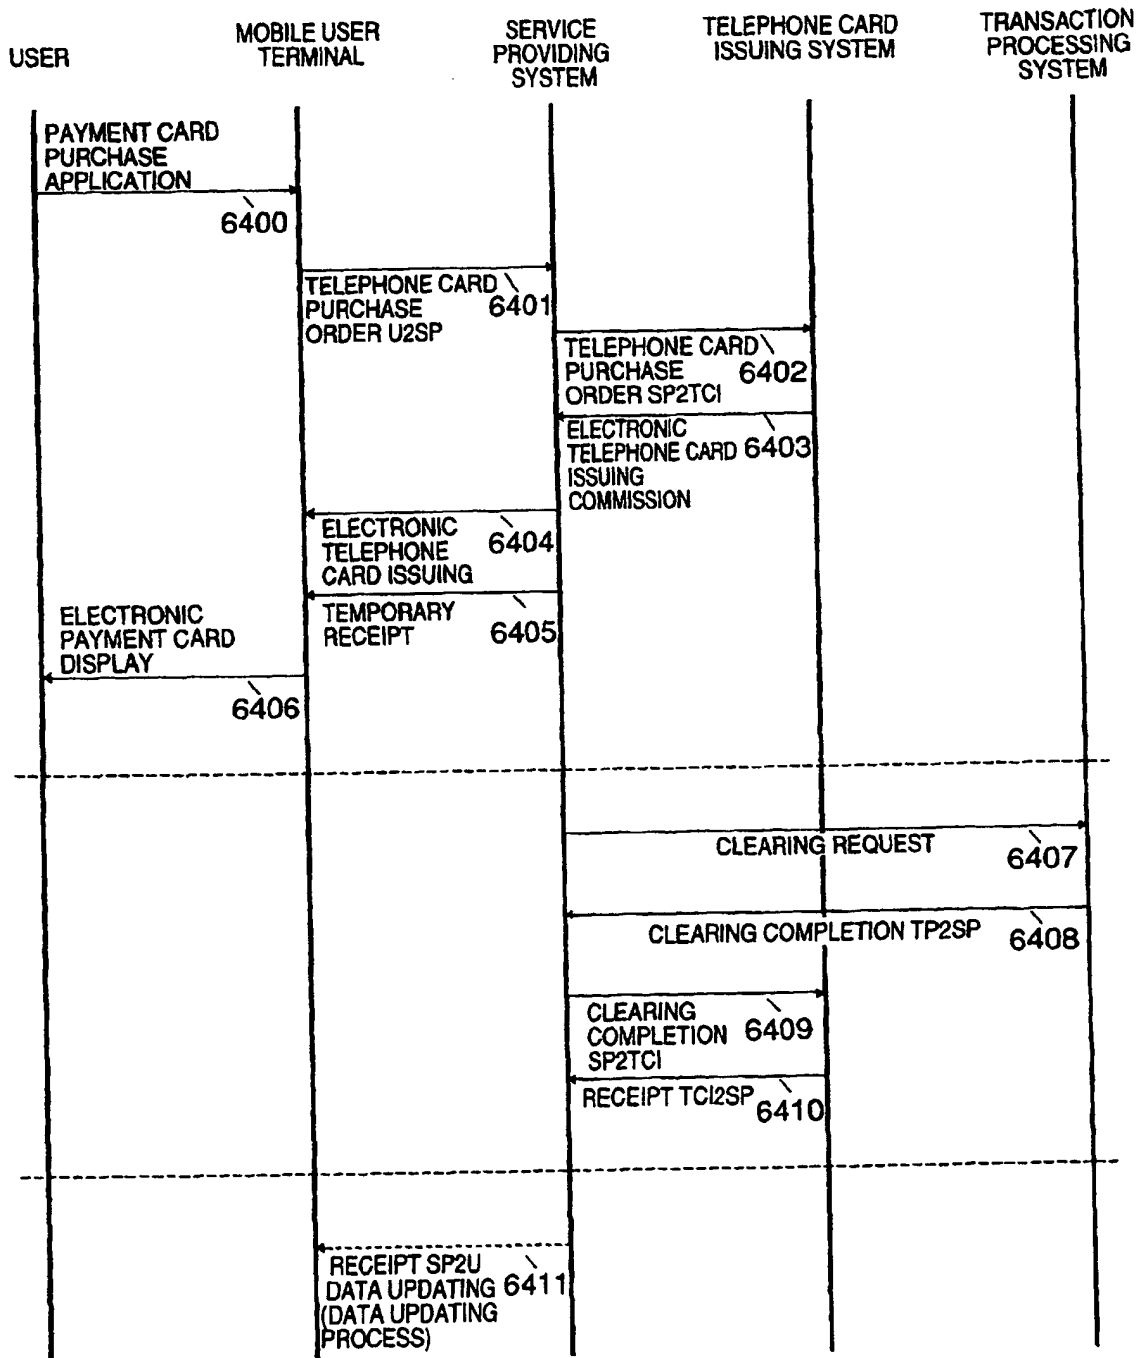 USER
MOBILE USER
TERMINAL
SERVICE
PROVIDING
SYSTEM
TELEPHONE CARD
ISSUING SYSTEM
TRANSACTION
PROCESSING
SYSTEM
PAYMENT CARD
PURCHASE
APPLICATION
6400
TELEPHONE CARD
PURCHASE
ORDER U2SP
6401
TELEPHONE CARD
PURCHASE
ORDER SP2TCI
6402
ELECTRONIC
TELEPHONE CARD
ISSUING
COMMISSION
6403
ELECTRONIC
TELEPHONE
CARD ISSUING
6404
TEMPORARY
RECEIPT
6405
ELECTRONIC
PAYMENT CARD
DISPLAY
6406
CLEARING REQUEST
6407
CLEARING COMPLETION TP2SP
6408
CLEARING
COMPLETION
SP2TCI
6409
RECEIPT TCI2SP
6410
RECEIPT SP2U
DATA UPDATING
(DATA UPDATING
PROCESS)
6411